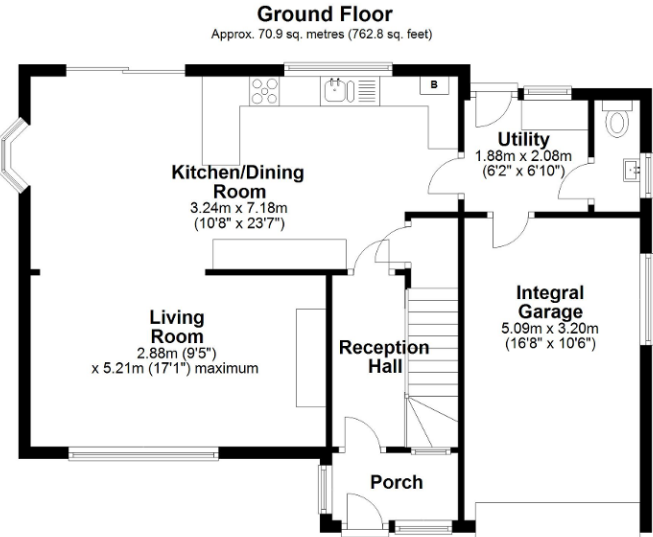 Ground Floor
Approx. 70.9 sq. metres (762.8 sq. feet)
B
Utility
1.88m x 2.08m
(6'2" x 6'10")
Kitchen/Dining
Room
3.24m x 7.18m
(10'8" x 23'7")
Integral
Garage
5.09m x 3.20m
(16'8" x 10'6")
Living
Room
2.88m (9'5")
x 5.21m (17'1") maximum
Reception
Hall
Porch